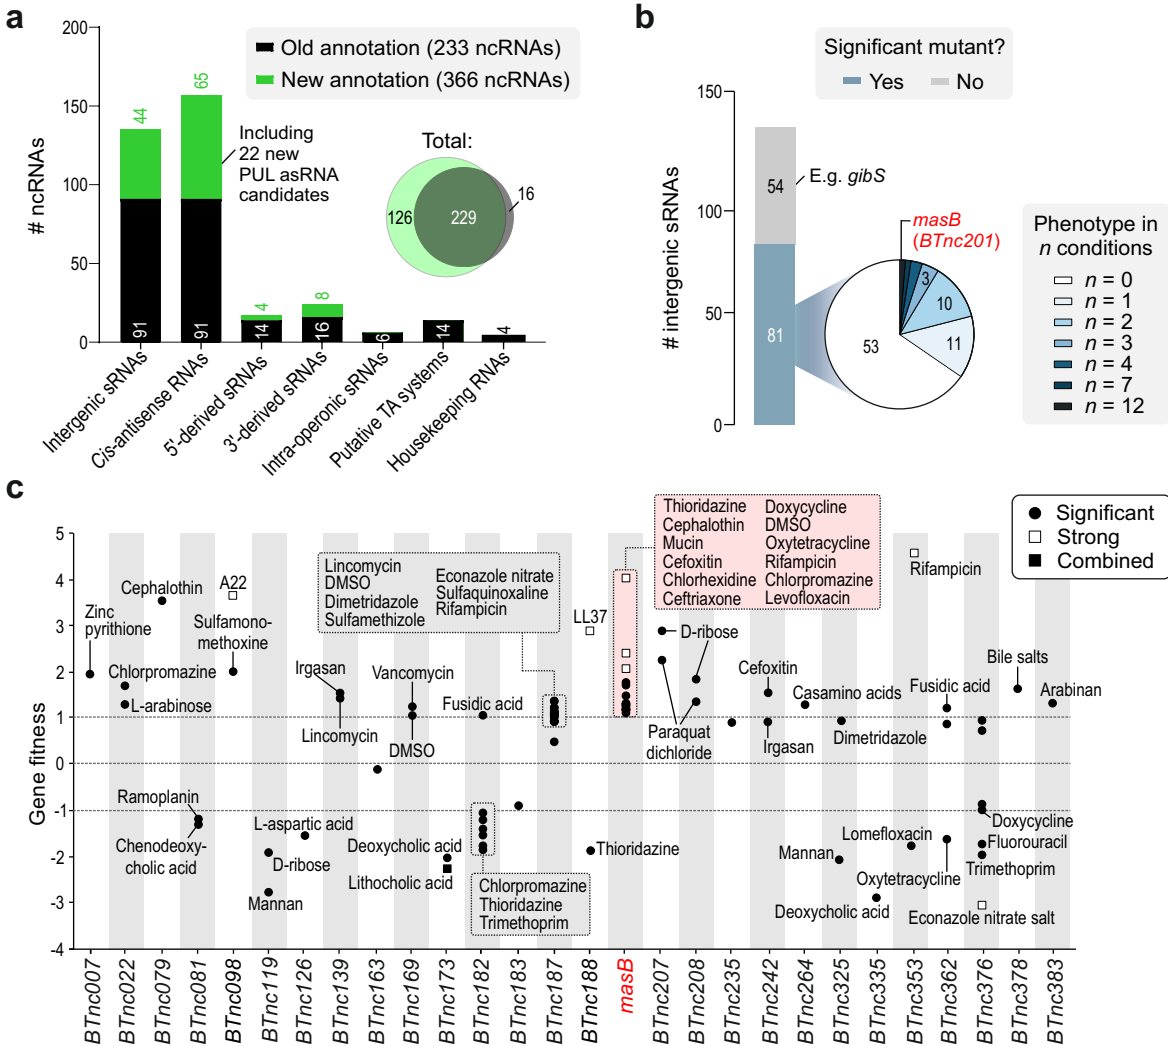 a
# ncRNAs
200
150
100
50
0
Old annotation (233 ncRNAs)
New annotation (366 ncRNAs)
44
65
4
8
91
91
14
16
6
14
4
Including
22 new
PUL asRNA
candidates
Total:
126
229
16
Intergenic sRNAs
Cis-antisense RNAs
5'-derived sRNAs
3'-derived sRNAs
Intra-operonic sRNAs
Putative TA systems
Housekeeping RNAs
b
Significant mutant?
Yes
No
# intergenic sRNAs
150
100
50
0
54
81
E.g. gibS
masB
(BTnc201)
3
10
11
53
Phenotype in
n conditions
n = 0
n = 1
n = 2
n = 3
n = 4
n = 7
n = 12
c
Gene fitness
5
4
3
2
1
0
-1
-2
-3
-4
Significant
Strong
Combined
Zinc
pyrithione
Chlorpromazine
L-arabinose
Cephalothin
Ramoplanin
Chenodeoxy-
cholic acid
A22
Sulfamono-
methoxine
D-ribose
Mannan
L-aspartic acid
Irgasan
Lincomycin
Vancomycin
DMSO
Deoxycholic acid
Lithocholic acid
Fusidic acid
Chlorpromazine
Thioridazine
Trimethoprim
Lincomycin
DMSO
Dimetridazole
Sulfamethizole
Econazole nitrate
Sulfaquinoxaline
Rifampicin
LL37
Thioridazine
Thioridazine
Cephalothin
Mucin
Cefoxitin
Chlorhexidine
Ceftriaxone
Doxycycline
DMSO
Oxytetracycline
Rifampicin
Chlorpromazine
Levofloxacin
D-ribose
Paraquat
dichloride
Cefoxitin
Irgasan
Casamino acids
Dimetridazole
Mannan
Deoxycholic acid
Rifampicin
Lomefloxacin
Fusidic acid
Oxytetracycline
Doxycycline
Fluorouracil
Trimethoprim
Econazole nitrate salt
Bile salts
Arabinan
BTnc007
BTnc022
BTnc079
BTnc081
BTnc098
BTnc119
BTnc126
BTnc139
BTnc163
BTnc169
BTnc173
BTnc182
BTnc183
BTnc187
BTnc188
masB
BTnc207
BTnc208
BTnc235
BTnc242
BTnc264
BTnc325
BTnc335
BTnc353
BTnc362
BTnc376
BTnc378
BTnc383